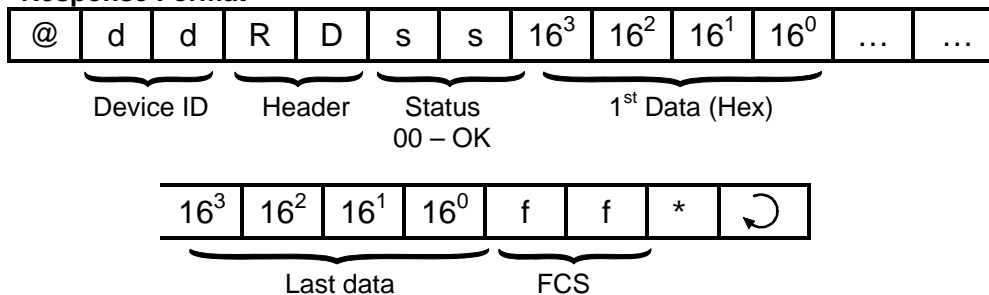 Response Format
@ d d R D s s 16³ 16² 16¹ 16⁰ … …
Device ID Header Status 1st Data (Hex)
00 – OK
16³ 16² 16¹ 16⁰ f f *
Last data FCS